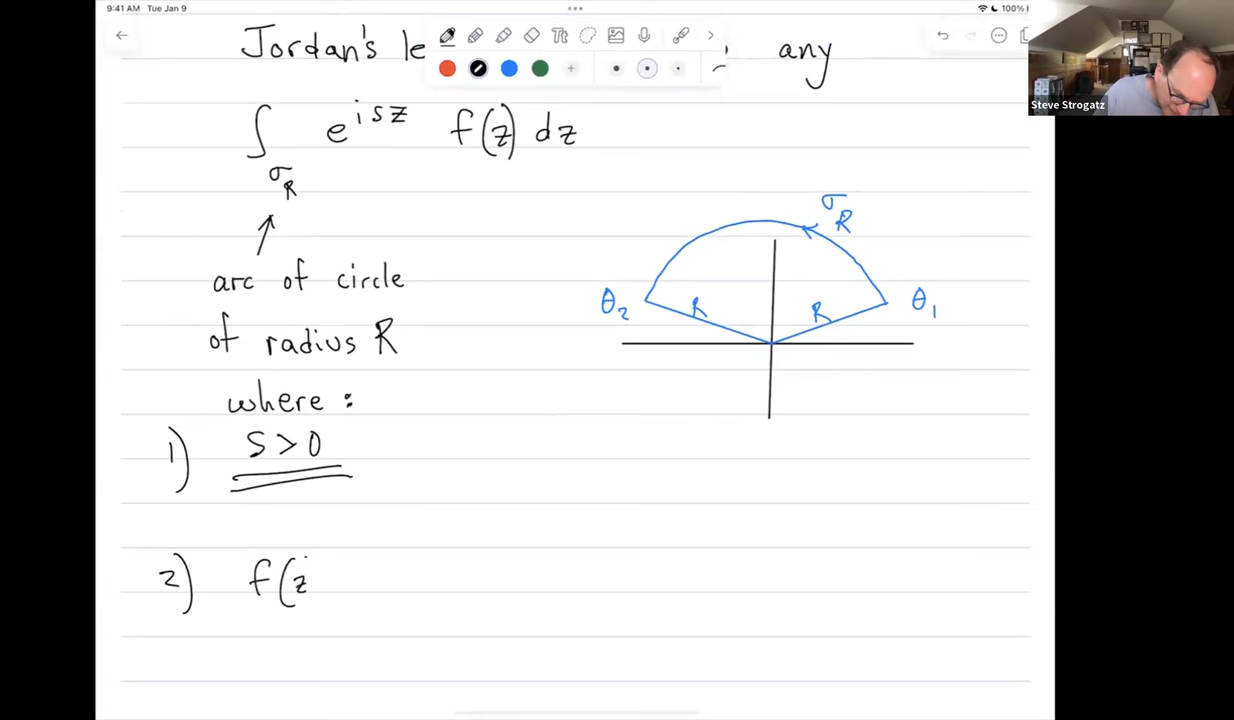 9:41 AM Tue Jan 9
100%
Jordan's le any
Tt
∫ e^{isz} f(z) dz
σ_R
Steve Strogatz
arc of circle
of radius R
where :
1) s > 0
2) f(z
σ_R
θ_2 R R θ_1